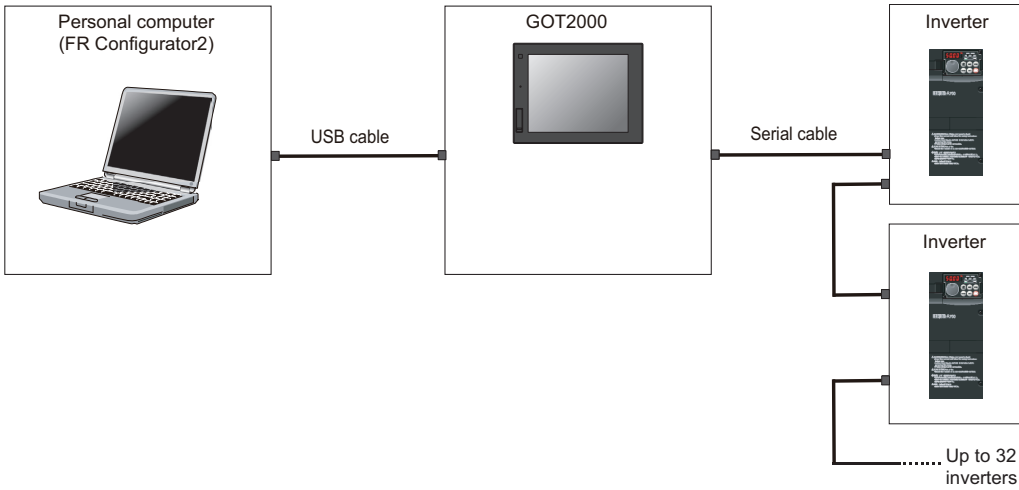 Personal computer
(FR Configurator2)
GOT2000
Inverter
USB cable
Serial cable
Inverter
Up to 32
inverters